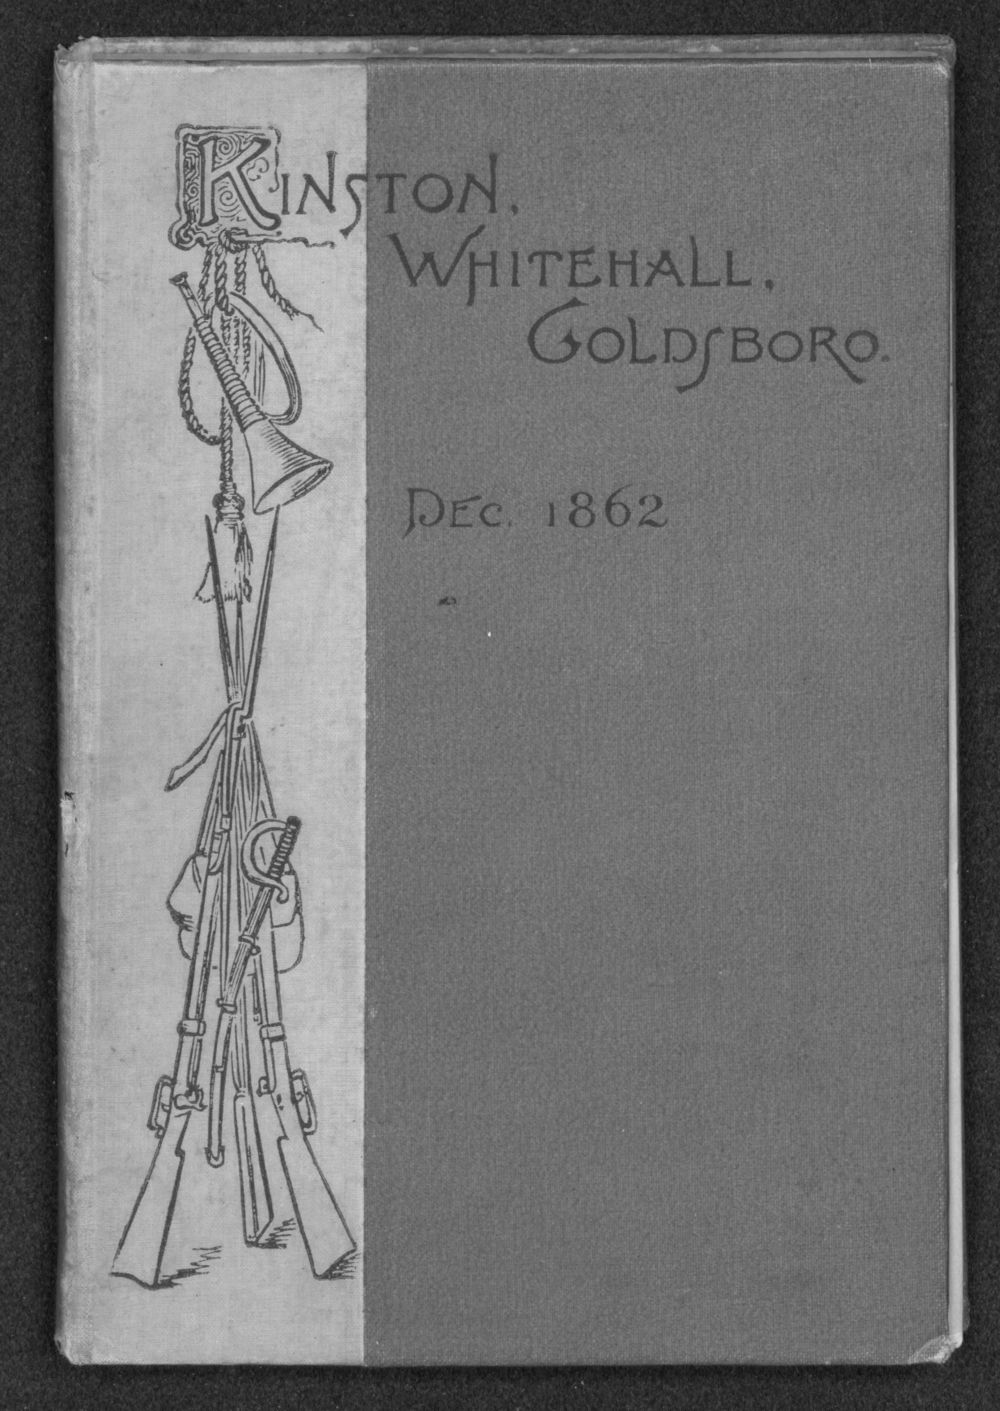 KINSTON,
WHITEHALL,
GOLDSBORO.
DEC. 1862